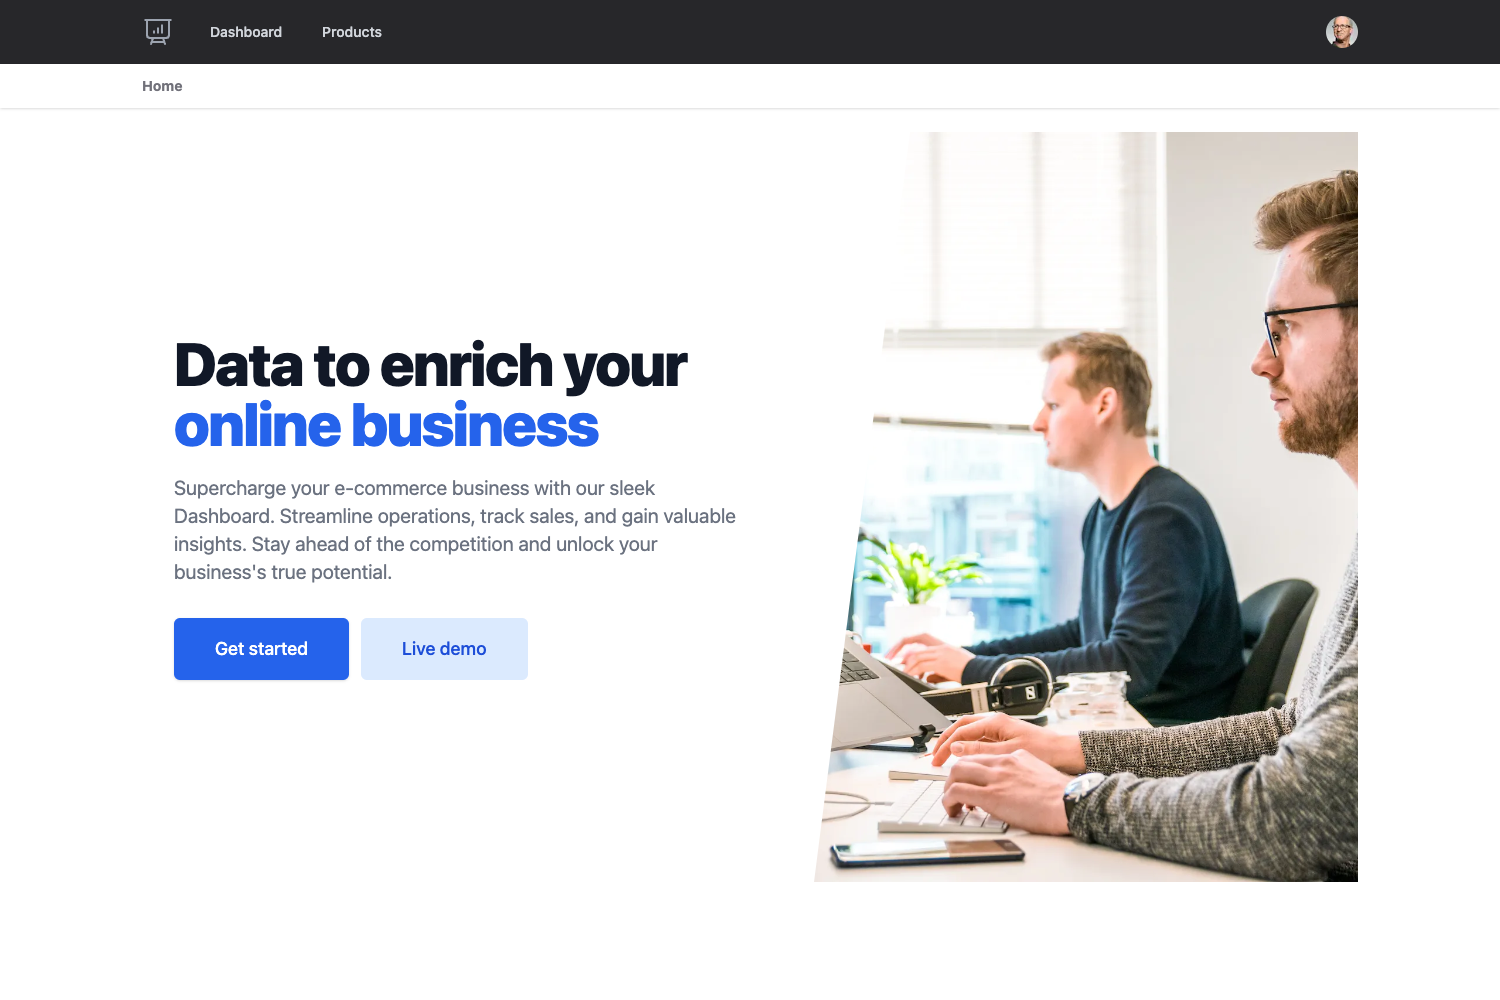 Dashboard Products
Home
Data to enrich your
online business
Supercharge your e-commerce business with our sleek
Dashboard. Streamline operations, track sales, and gain valuable
insights. Stay ahead of the competition and unlock your
business's true potential.
Get started Live demo